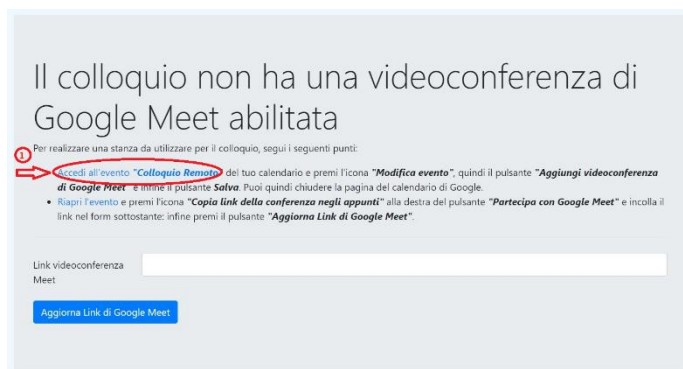 Il colloquio non ha una videoconferenza di
Google Meet abilitata
Per realizzare una stanza da utilizzare per il colloquio, segui i seguenti punti:
1
• Accedi all'evento "Colloquio Remoto" del tuo calendario e premi l'icona "Modifica evento", quindi il pulsante "Aggiungi videoconferenza
di Google Meet" e infine il pulsante Salva. Puoi quindi chiudere la pagina del calendario di Google.
• Riapri l'evento e premi l'icona "Copia link della conferenza negli appunti" alla destra del pulsante "Partecipa con Google Meet" e incolla il
link nel form sottostante: infine premi il pulsante "Aggiorna Link di Google Meet".
Link videoconferenza
Meet
Aggiorna Link di Google Meet